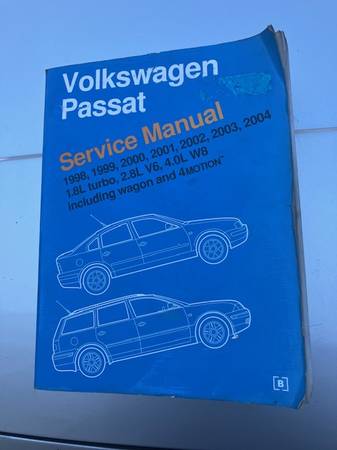 Volkswagen
Passat
Service Manual
1998, 1999, 2000, 2001, 2002, 2003, 2004
1.8L turbo, 2.8L V6, 4.0L W8
including wagon and 4MOTION™
B